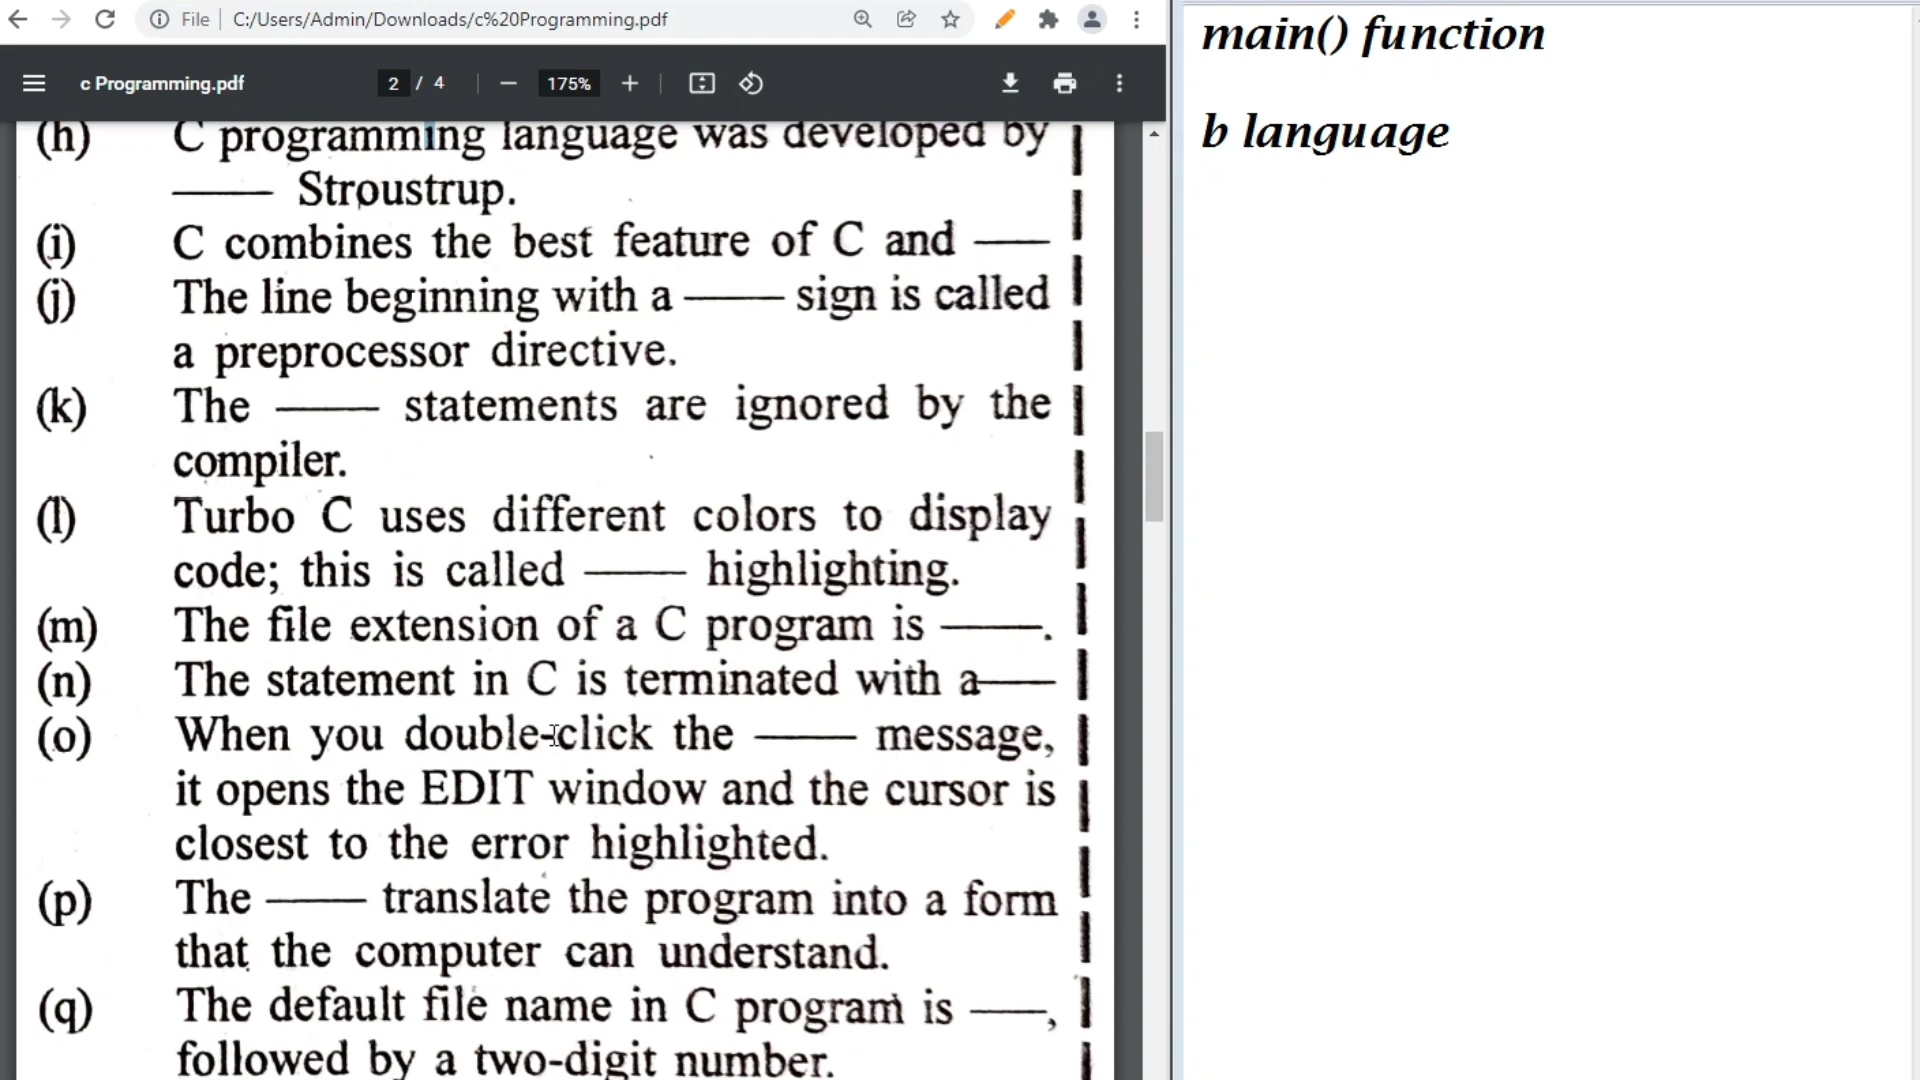 File
C:/Users/Admin/Downloads/c%20Programming.pdf
c Programming.pdf
2 / 4
175%
(h) C programming language was developed by
—— Stroustrup.
(i) C combines the best feature of C and ——
(j) The line beginning with a —— sign is called
a preprocessor directive.
(k) The —— statements are ignored by the
compiler.
(l) Turbo C uses different colors to display
code; this is called —— highlighting.
(m) The file extension of a C program is ——.
(n) The statement in C is terminated with a——
(o) When you double-click the —— message,
it opens the EDIT window and the cursor is
closest to the error highlighted.
(p) The —— translate the program into a form
that the computer can understand.
(q) The default file name in C program is ——,
followed by a two-digit number.
main() function
b language